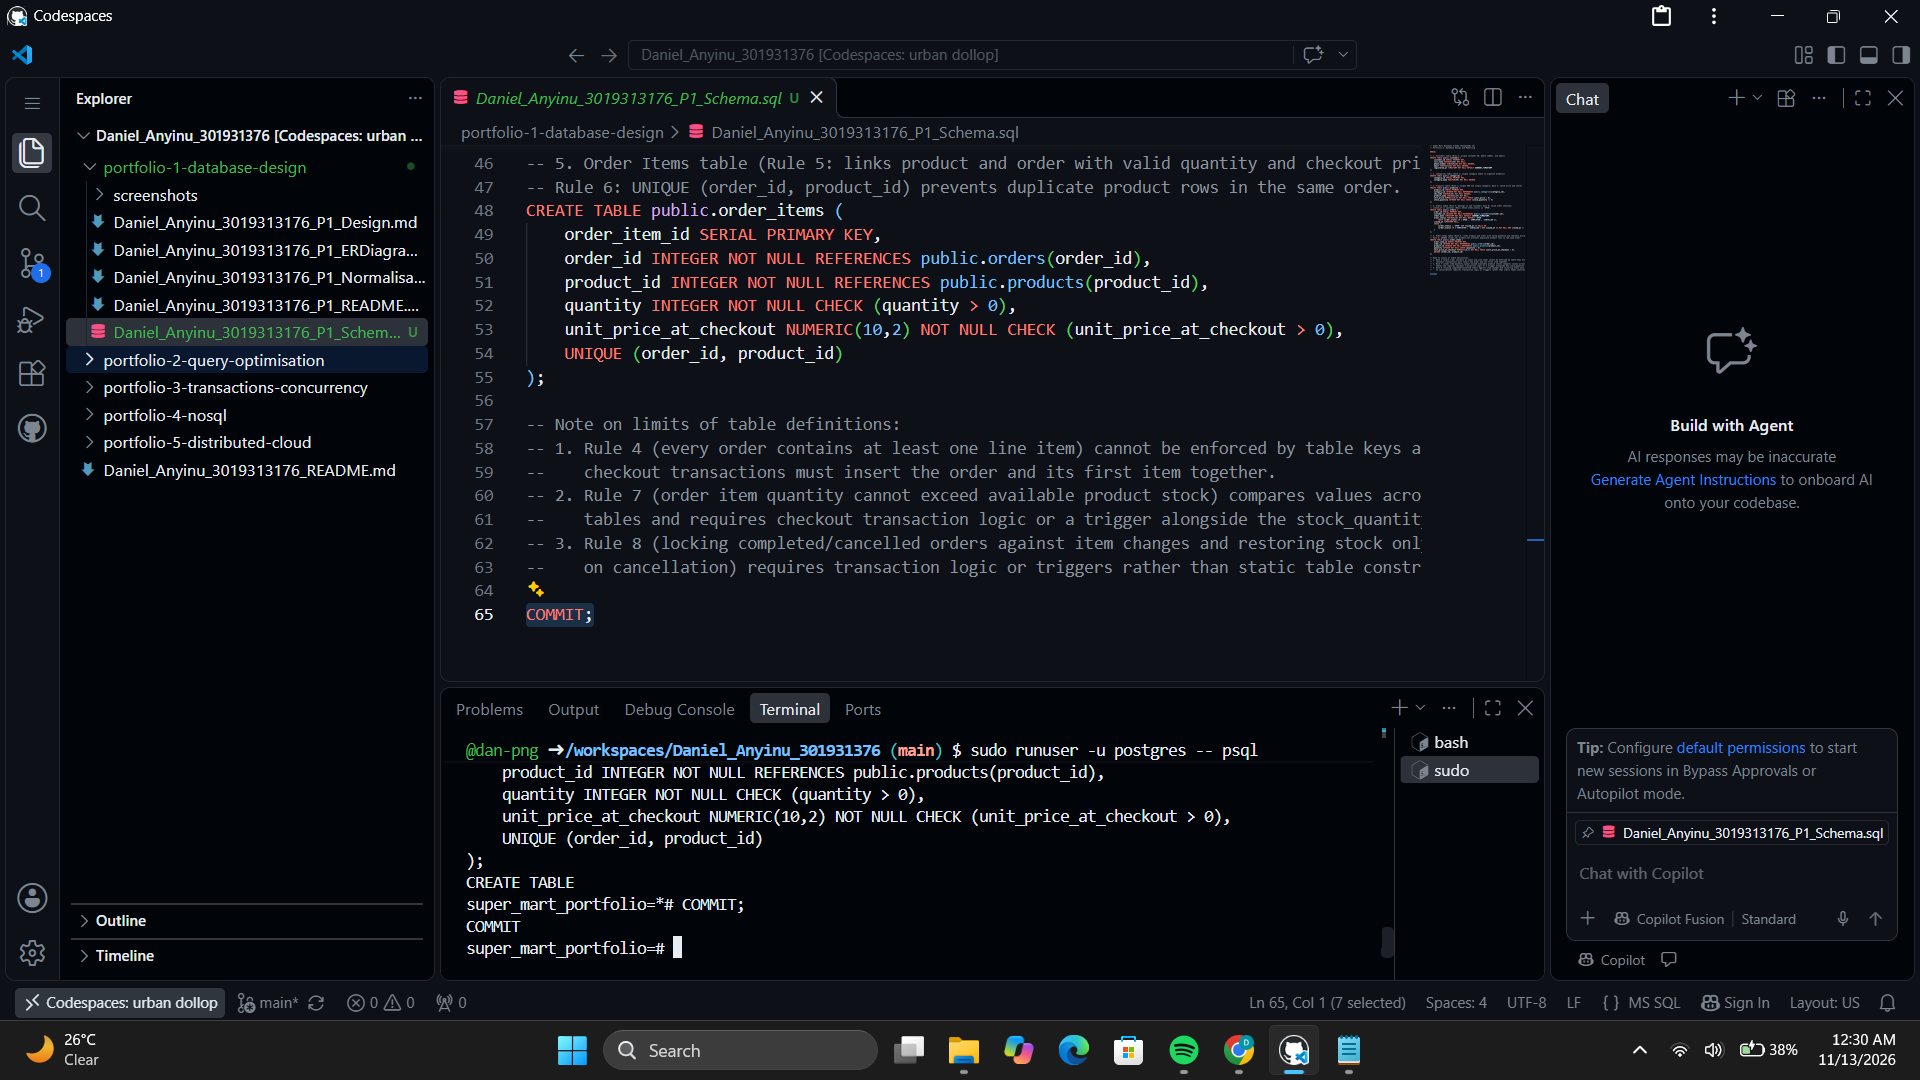 Codespaces
Daniel_Anyinu_301931376 [Codespaces: urban dollop]
Explorer
Daniel_Anyinu_301931376 [Codespaces: urban ...
portfolio-1-database-design
screenshots
Daniel_Anyinu_3019313176_P1_Design.md
Daniel_Anyinu_3019313176_P1_ERDiagra...
Daniel_Anyinu_3019313176_P1_Normalisa...
Daniel_Anyinu_3019313176_P1_README....
Daniel_Anyinu_3019313176_P1_Schem... U
portfolio-2-query-optimisation
portfolio-3-transactions-concurrency
portfolio-4-nosql
portfolio-5-distributed-cloud
Daniel_Anyinu_3019313176_README.md
Outline
Timeline
1
Daniel_Anyinu_3019313176_P1_Schema.sql U
portfolio-1-database-design > Daniel_Anyinu_3019313176_P1_Schema.sql
46 -- 5. Order Items table (Rule 5: links product and order with valid quantity and checkout pri
47 -- Rule 6: UNIQUE (order_id, product_id) prevents duplicate product rows in the same order.
48 CREATE TABLE public.order_items (
49 order_item_id SERIAL PRIMARY KEY,
50 order_id INTEGER NOT NULL REFERENCES public.orders(order_id),
51 product_id INTEGER NOT NULL REFERENCES public.products(product_id),
52 quantity INTEGER NOT NULL CHECK (quantity > 0),
53 unit_price_at_checkout NUMERIC(10,2) NOT NULL CHECK (unit_price_at_checkout > 0),
54 UNIQUE (order_id, product_id)
55 );
56
57 -- Note on limits of table definitions:
58 -- 1. Rule 4 (every order contains at least one line item) cannot be enforced by table keys a
59 -- checkout transactions must insert the order and its first item together.
60 -- 2. Rule 7 (order item quantity cannot exceed available product stock) compares values acro
61 -- tables and requires checkout transaction logic or a trigger alongside the stock_quantit
62 -- 3. Rule 8 (locking completed/cancelled orders against item changes and restoring stock onl
63 -- on cancellation) requires transaction logic or triggers rather than static table constr
64
65 COMMIT;
Problems Output Debug Console Terminal Ports
@dan-png ➜/workspaces/Daniel_Anyinu_301931376 (main) $ sudo runuser -u postgres -- psql
product_id INTEGER NOT NULL REFERENCES public.products(product_id),
quantity INTEGER NOT NULL CHECK (quantity > 0),
unit_price_at_checkout NUMERIC(10,2) NOT NULL CHECK (unit_price_at_checkout > 0),
UNIQUE (order_id, product_id)
);
CREATE TABLE
super_mart_portfolio=*# COMMIT;
COMMIT
super_mart_portfolio=#
bash
sudo
Chat
Build with Agent
AI responses may be inaccurate
Generate Agent Instructions to onboard AI
onto your codebase.
Tip: Configure default permissions to start
new sessions in Bypass Approvals or
Autopilot mode.
Daniel_Anyinu_3019313176_P1_Schema.sql
Chat with Copilot
Copilot Fusion Standard
Copilot
Codespaces: urban dollop main* 0 0 0
Ln 65, Col 1 (7 selected) Spaces: 4 UTF-8 LF { } MS SQL Sign In Layout: US
26°C
Clear
Search
38%
12:30 AM
11/13/2026